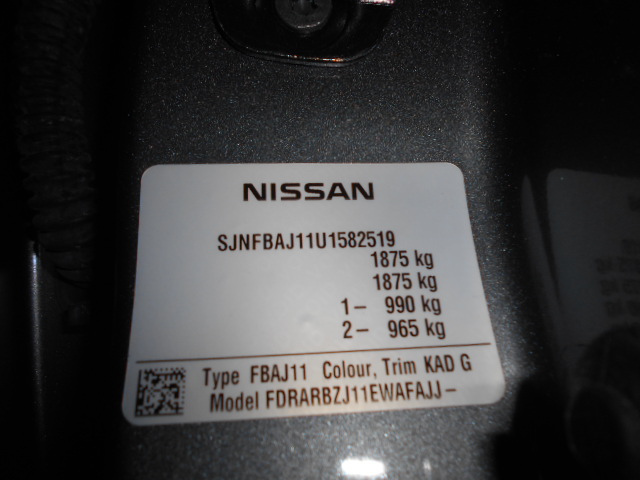 NISSAN
SJNFBAJ11U1582519
1875 kg
1875 kg
1– 990 kg
2– 965 kg
Type FBAJ11 Colour, Trim KAD G
Model FDRARBZJ11EWAFAJJ –